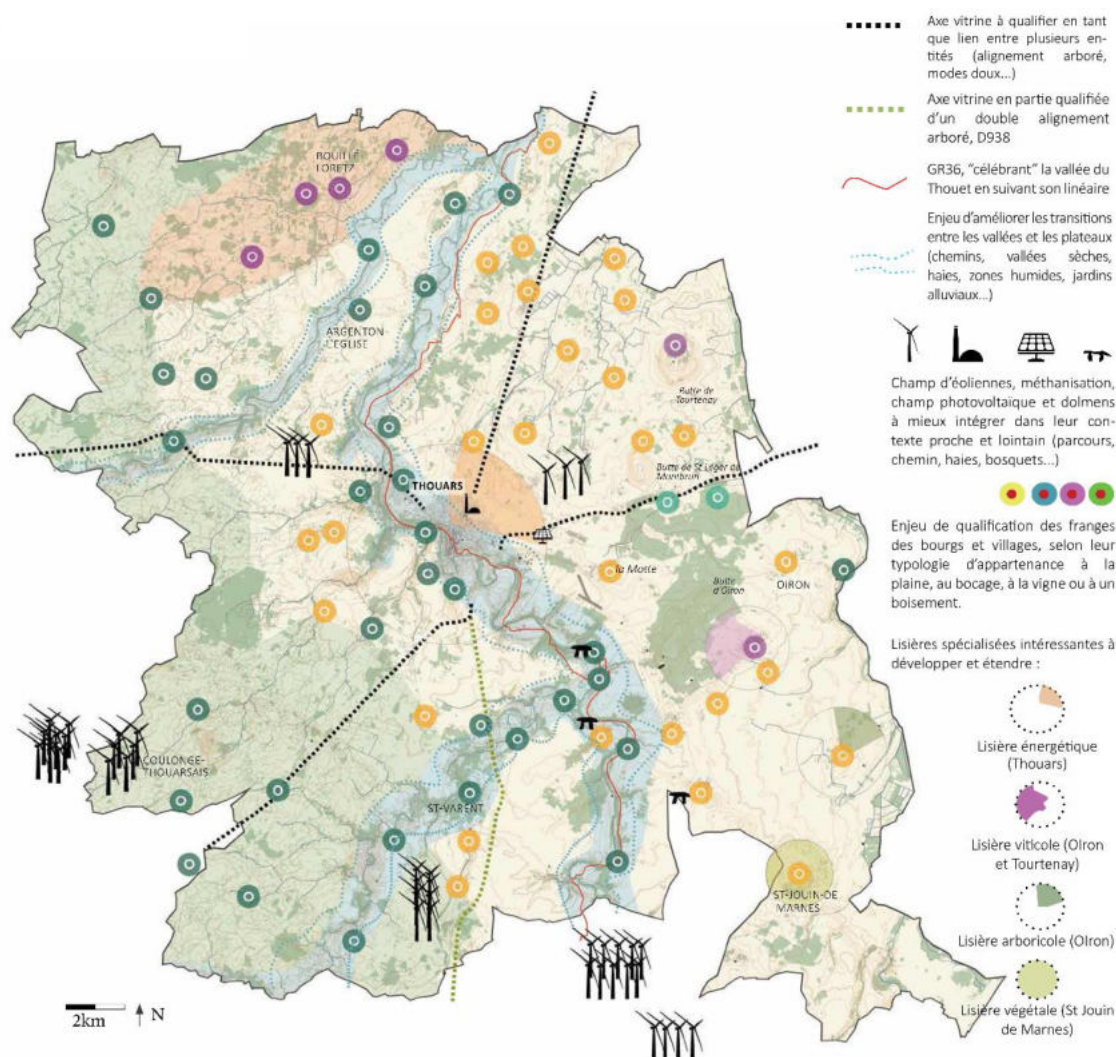 Axe vitrine à qualifier en tant
que lien entre plusieurs en-
tités (alignement arboré,
modes doux...)
Axe vitrine en partie qualifiée
d'un double alignement
arboré, D938
GR36, "célébrant" la vallée du
Thouet en suivant son linéaire
Enjeu d'améliorer les transitions
entre les vallées et les plateaux
(chemins, vallées sèches,
haies, zones humides, jardins
alluviaux...)
Champ d'éoliennes, méthanisation,
champ photovoltaïque et dolmens
à mieux intégrer dans leur con-
texte proche et lointain (parcours,
chemin, haies, bosquets...)
Enjeu de qualification des franges
des bourgs et villages, selon leur
typologie d'appartenance à la
plaine, au bocage, à la vigne ou à un
boisement.
Lisières spécialisées intéressantes à
développer et étendre :
Lisière énergétique
(Thouars)
Lisière viticole (Oiron
et Tourtenay)
Lisière arboricole (Oiron)
Lisière végétale (St Jouin
de Marnes)
BOUILLÉ
LORETZ
ARGENTON
L'EGLISE
Butte de
Tourtenay
THOUARS
Butte de St Léger de
Montbrun
la Motte
Butte
d'Oiron
OIRON
COULONGE-
THOUARSAIS
ST-VARENT
ST-JOUIN-DE
MARNES
2km
N